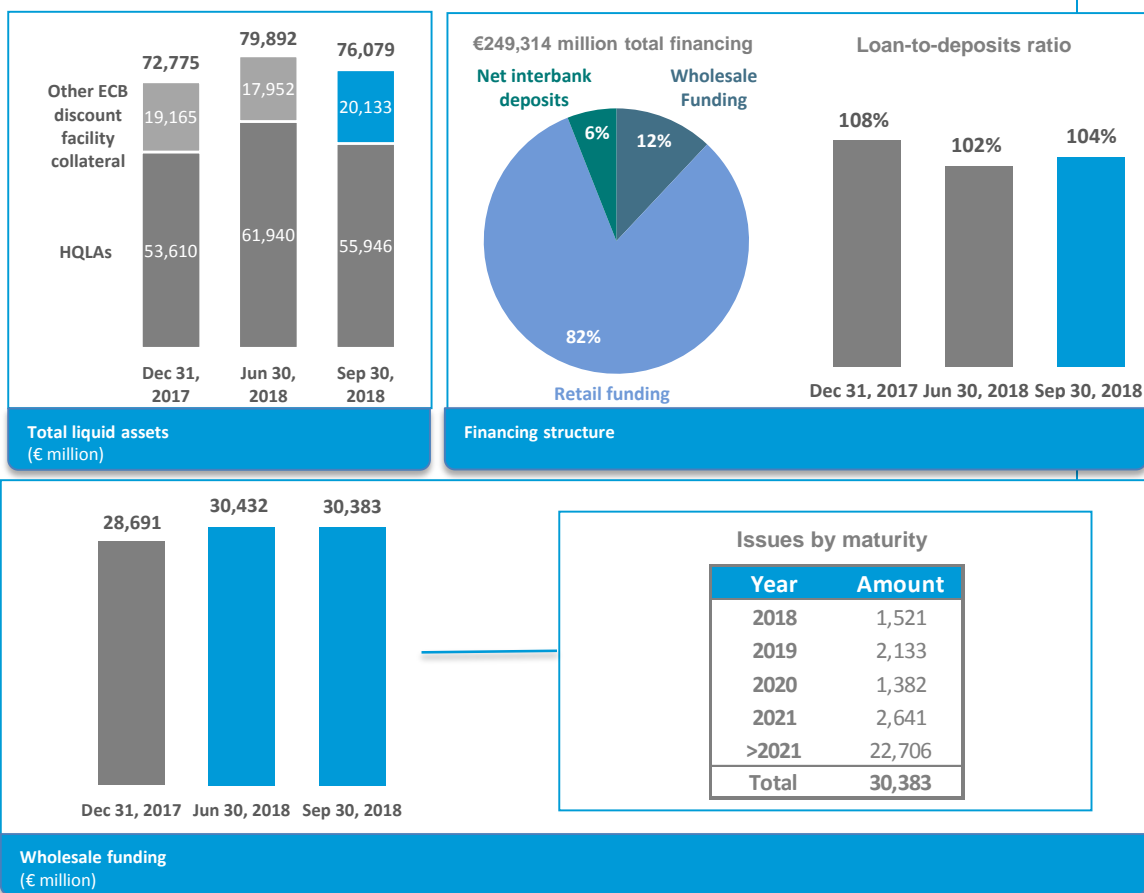 79,892
76,079
72,775
Other ECB
discount
facility
collateral
19,165
17,952
20,133
HQLAs
53,610
61,940
55,946
Dec 31,
2017
Jun 30,
2018
Sep 30,
2018
Total liquid assets
(€ million)
€249,314 million total financing
Net interbank
deposits
Wholesale
Funding
6%
12%
82%
Retail funding
Loan-to-deposits ratio
108%
102%
104%
Dec 31, 2017 Jun 30, 2018 Sep 30, 2018
Financing structure
28,691
30,432
30,383
Dec 31, 2017 Jun 30, 2018 Sep 30, 2018
Issues by maturity
Year Amount
2018 1,521
2019 2,133
2020 1,382
2021 2,641
>2021 22,706
Total 30,383
Wholesale funding
(€ million)